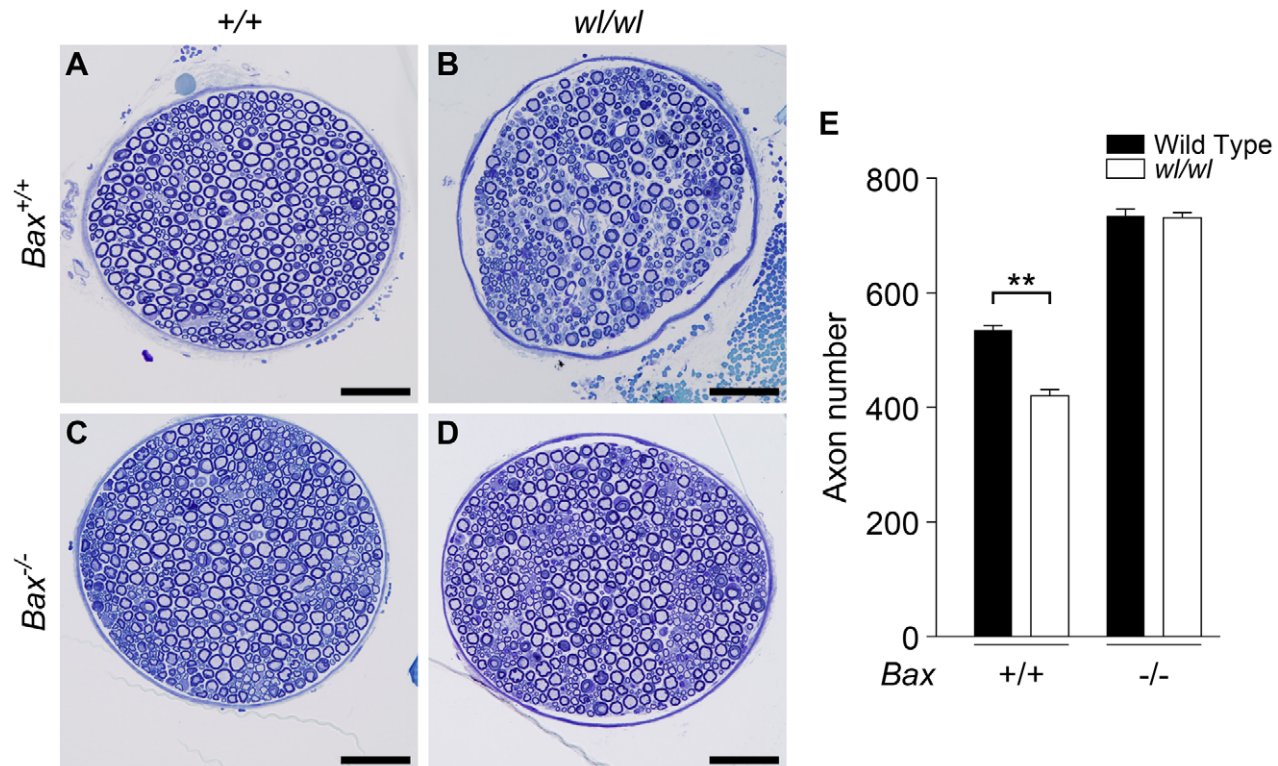 +/+ wl/wl
A B
Bax+/+
C D
Bax-/-
E
Wild Type
wl/wl
800
600
400
200
0
Axon number
**
Bax +/+ -/-